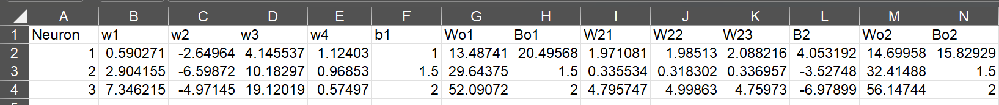 A B C D E F G H I J K L M N
1 Neuron w1 w2 w3 w4 b1 Wo1 Bo1 W21 W22 W23 B2 Wo2 Bo2
2 1 0.590271 -2.64964 4.145537 1.12403 1 13.48741 20.49568 1.971081 1.98513 2.088216 4.053192 14.69958 15.82929
3 2 2.904155 -6.59872 10.18297 0.96853 1.5 29.64375 1.5 0.335534 0.318302 0.336957 -3.52748 32.41488 1.5
4 3 7.346215 -4.97145 19.12019 0.57497 2 52.09072 2 4.795747 4.99863 4.75973 -6.97899 56.14744 2